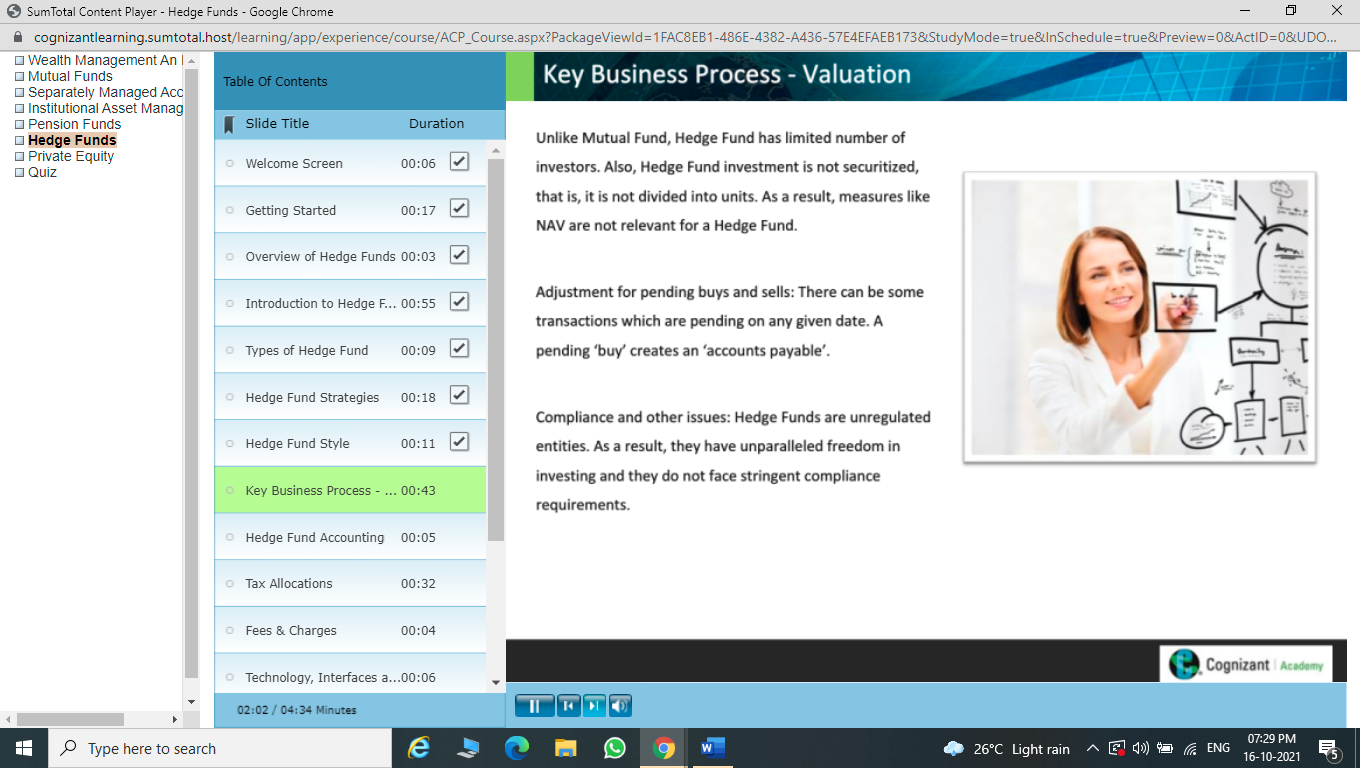 SumTotal Content Player - Hedge Funds - Google Chrome
cognizantlearning.sumtotal.host/learning/app/experience/course/ACP_Course.aspx?PackageViewId=1FAC8EB1-486E-4382-A436-57E4EFAEB173&StudyMode=true&InSchedule=true&Preview=0&ActID=0&UDO...
Wealth Management An
Mutual Funds
Separately Managed Acc
Institutional Asset Manag
Pension Funds
Hedge Funds
Private Equity
Quiz
Table Of Contents
Slide Title Duration
Welcome Screen 00:06
Getting Started 00:17
Overview of Hedge Funds 00:03
Introduction to Hedge F... 00:55
Types of Hedge Fund 00:09
Hedge Fund Strategies 00:18
Hedge Fund Style 00:11
Key Business Process - ... 00:43
Hedge Fund Accounting 00:05
Tax Allocations 00:32
Fees & Charges 00:04
Technology, Interfaces a...00:06
02:02 / 04:34 Minutes
Key Business Process - Valuation
Unlike Mutual Fund, Hedge Fund has limited number of
investors. Also, Hedge Fund investment is not securitized,
that is, it is not divided into units. As a result, measures like
NAV are not relevant for a Hedge Fund.
Adjustment for pending buys and sells: There can be some
transactions which are pending on any given date. A
pending ‘buy’ creates an ‘accounts payable’.
Compliance and other issues: Hedge Funds are unregulated
entities. As a result, they have unparalleled freedom in
investing and they do not face stringent compliance
requirements.
Cognizant | Academy
Type here to search
26°C Light rain
ENG
07:29 PM
16-10-2021
5